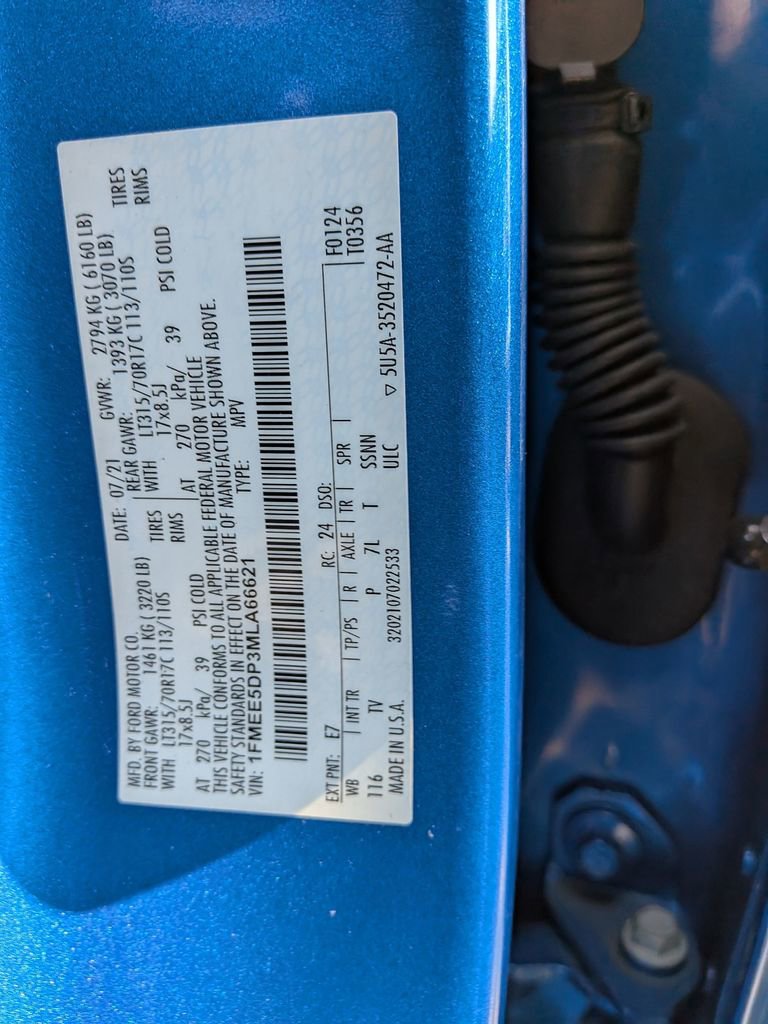 MFD. BY FORD MOTOR CO. DATE: 07/21 GVWR: 2794 KG ( 6160 LB)
FRONT GAWR: 1461 KG ( 3220 LB) REAR GAWR: 1393 KG ( 3070 LB)
WITH LT315/70R17C 113/110S TIRES WITH LT315/70R17C 113/110S TIRES
17x8.5J RIMS 17x8.5J RIMS
AT 270 kPa/ 39 PSI COLD AT 270 kPa/ 39 PSI COLD
THIS VEHICLE CONFORMS TO ALL APPLICABLE FEDERAL MOTOR VEHICLE
SAFETY STANDARDS IN EFFECT ON THE DATE OF MANUFACTURE SHOWN ABOVE.
VIN: 1FMEE5DP3MLA66621 TYPE: MPV
EXT PNT: E7 RC: 24 DSO: F0124
WB | INT TR | TP/PS | R | AXLE | TR | SPR | T0356
116 TV P 7L T SSNN
MADE IN U.S.A. 3202107022533 ULC ▽ 5U5A-3520472-AA